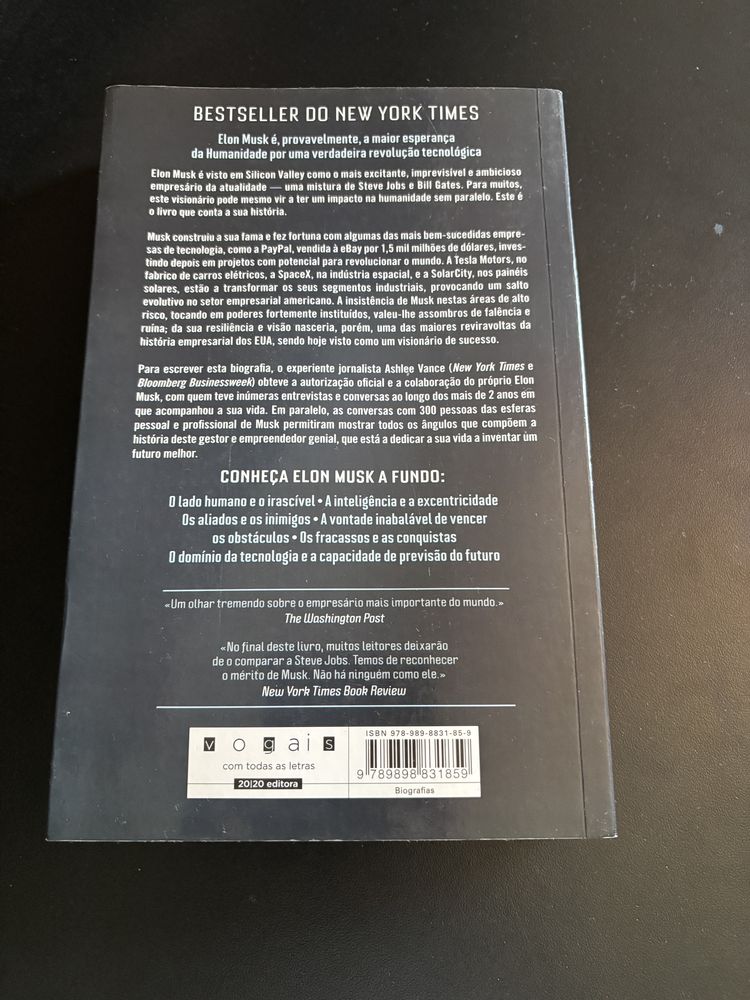 BESTSELLER DO NEW YORK TIMES
Elon Musk é, provavelmente, a maior esperança
da Humanidade por uma verdadeira revolução tecnológica
Elon Musk é visto em Silicon Valley como o mais excitante, imprevisível e ambicioso
empresário da atualidade — uma mistura de Steve Jobs e Bill Gates. Para muitos,
este visionário pode mesmo vir a ter um impacto na humanidade sem paralelo. Este é
o livro que conta a sua história.
Musk construiu a sua fama e fez fortuna com algumas das mais bem-sucedidas empre-
sas de tecnologia, como a PayPal, vendida à eBay por 1,5 mil milhões de dólares, inves-
tindo depois em projetos com potencial para revolucionar o mundo. A Tesla Motors, no
fabrico de carros elétricos, a SpaceX, na indústria espacial, e a SolarCity, nos painéis
solares, estão a transformar os seus segmentos industriais, provocando um salto
evolutivo no setor empresarial americano. A insistência de Musk nestas áreas de alto
risco, tocando em poderes fortemente instituídos, valeu-lhe assombros de falência e
ruína; da sua resiliência e visão nasceria, porém, uma das maiores reviravoltas da
história empresarial dos EUA, sendo hoje visto como um visionário de sucesso.
Para escrever esta biografia, o experiente jornalista Ashlee Vance (New York Times e
Bloomberg Businessweek) obteve a autorização oficial e a colaboração do próprio Elon
Musk, com quem teve inúmeras entrevistas e conversas ao longo dos mais de 2 anos em
que acompanhou a sua vida. Em paralelo, as conversas com 300 pessoas das esferas
pessoal e profissional de Musk permitiram mostrar todos os ângulos que compõem a
história deste gestor e empreendedor genial, que está a dedicar a sua vida a inventar um
futuro melhor.
CONHEÇA ELON MUSK A FUNDO:
O lado humano e o irascível • A inteligência e a excentricidade
Os aliados e os inimigos • A vontade inabalável de vencer
os obstáculos • Os fracassos e as conquistas
O domínio da tecnologia e a capacidade de previsão do futuro
«Um olhar tremendo sobre o empresário mais importante do mundo.»
The Washington Post
«No final deste livro, muitos leitores deixarão
de o comparar a Steve Jobs. Temos de reconhecer
o mérito de Musk. Não há ninguém como ele.»
New York Times Book Review
vogais
com todas as letras
20|20 editora
ISBN 978-989-8831-85-9
9 789898 831859
Biografias